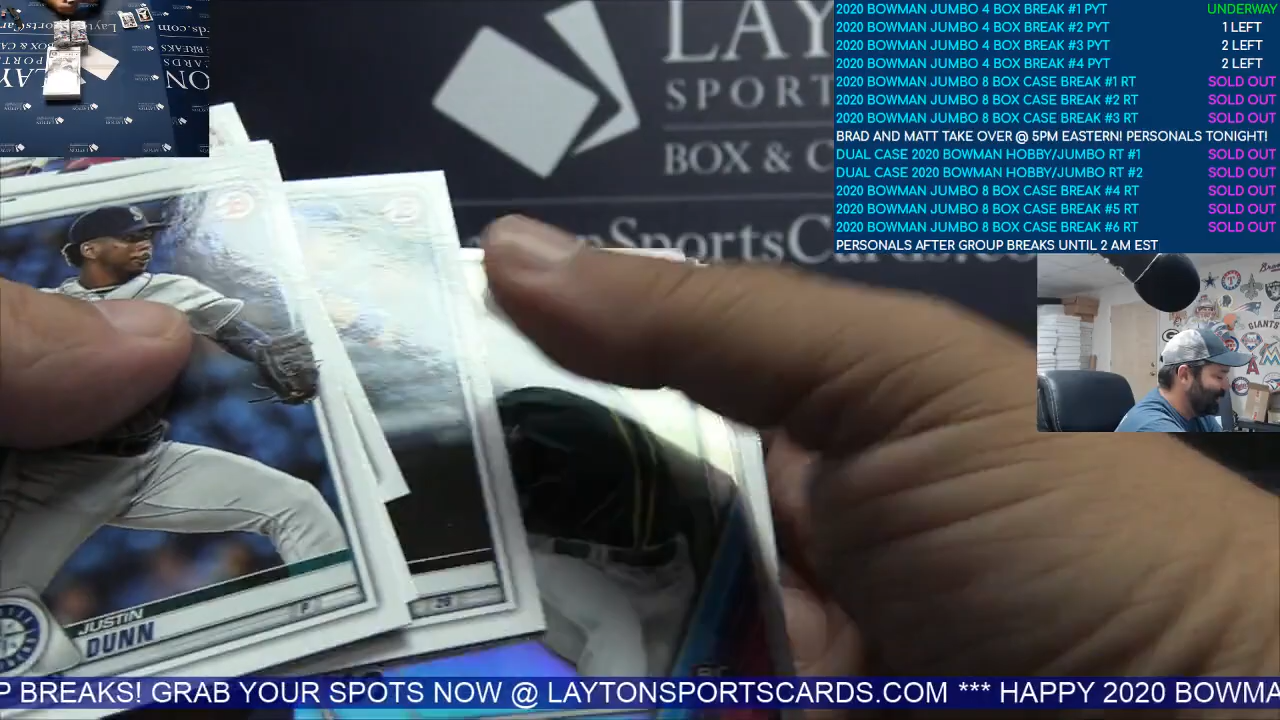 2020 BOWMAN JUMBO 4 BOX BREAK #1 PYT UNDERWAY
2020 BOWMAN JUMBO 4 BOX BREAK #2 PYT 1 LEFT
2020 BOWMAN JUMBO 4 BOX BREAK #3 PYT 2 LEFT
2020 BOWMAN JUMBO 4 BOX BREAK #4 PYT 2 LEFT
2020 BOWMAN JUMBO 8 BOX CASE BREAK #1 RT SOLD OUT
2020 BOWMAN JUMBO 8 BOX CASE BREAK #2 RT SOLD OUT
2020 BOWMAN JUMBO 8 BOX CASE BREAK #3 RT SOLD OUT
BRAD AND MATT TAKE OVER @ 5PM EASTERN! PERSONALS TONIGHT!
DUAL CASE 2020 BOWMAN HOBBY/JUMBO RT #1 SOLD OUT
DUAL CASE 2020 BOWMAN HOBBY/JUMBO RT #2 SOLD OUT
2020 BOWMAN JUMBO 8 BOX CASE BREAK #4 RT SOLD OUT
2020 BOWMAN JUMBO 8 BOX CASE BREAK #5 RT SOLD OUT
2020 BOWMAN JUMBO 8 BOX CASE BREAK #6 RT SOLD OUT
PERSONALS AFTER GROUP BREAKS UNTIL 2 AM EST
LAY
SPORT
BOX & C
nSportsC
GIANTS
JUSTIN
DUNN
P
2B
P BREAKS! GRAB YOUR SPOTS NOW @ LAYTONSPORTSCARDS.COM *** HAPPY 2020 BOWMA